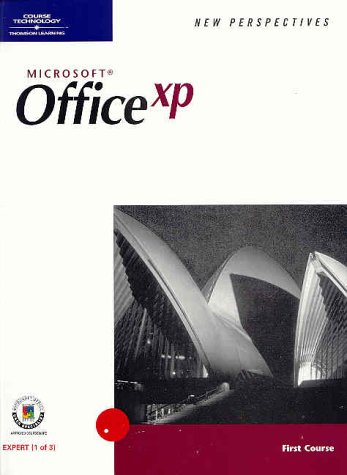 COURSE
TECHNOLOGY
THOMSON LEARNING
NEW PERSPECTIVES
MICROSOFT®
Office xp
EXPERT (1 of 3)
First Course